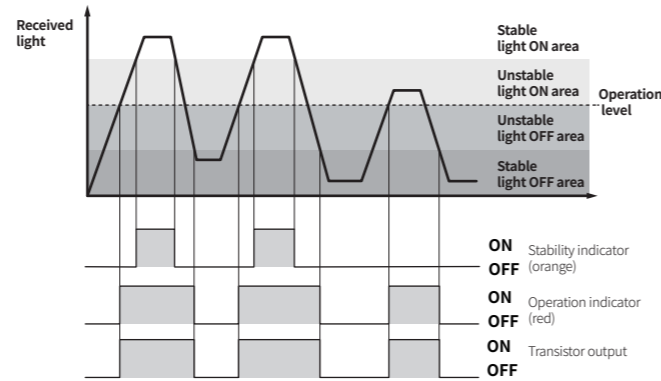 Received
light
Stable
light ON area
Unstable
light ON area
Operation
level
Unstable
light OFF area
Stable
light OFF area
ON
OFF
Stability indicator
(orange)
ON
OFF
Operation indicator
(red)
ON
OFF
Transistor output